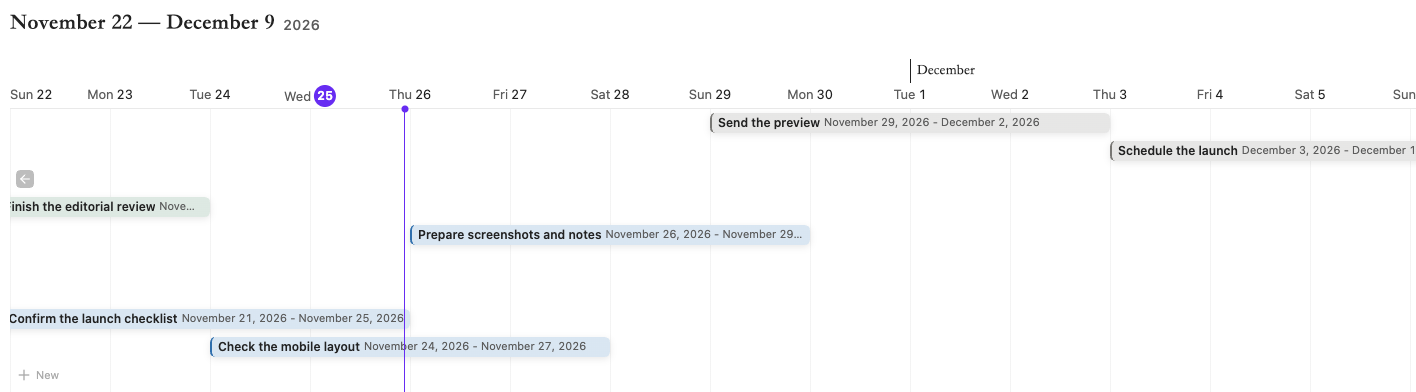 November 22 — December 9 2026
December
Sun 22 Mon 23 Tue 24 Wed 25 Thu 26 Fri 27 Sat 28 Sun 29 Mon 30 Tue 1 Wed 2 Thu 3 Fri 4 Sat 5 Sun
Send the preview November 29, 2026 - December 2, 2026
Schedule the launch December 3, 2026 - December 1
Finish the editorial review Nove...
Prepare screenshots and notes November 26, 2026 - November 29...
Confirm the launch checklist November 21, 2026 - November 25, 2026
Check the mobile layout November 24, 2026 - November 27, 2026
New